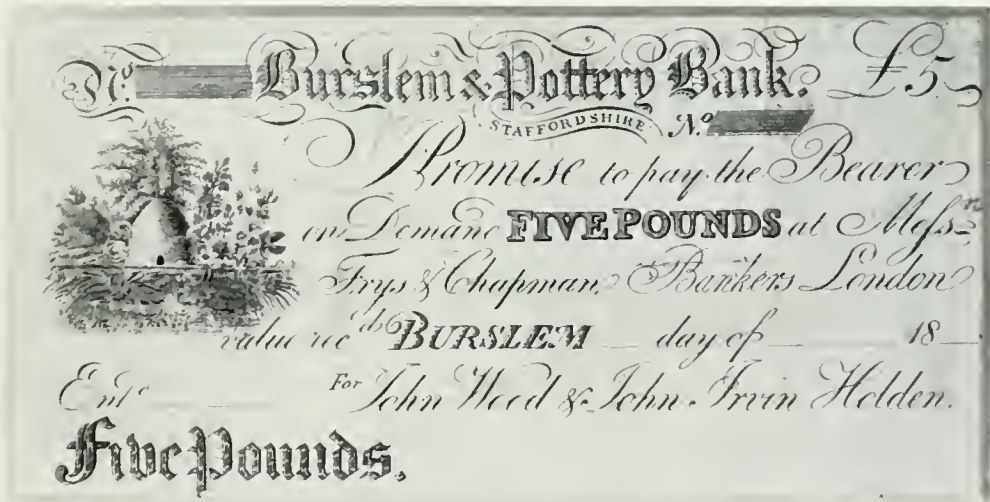 No. Burslem & Pottery Bank. £5
STAFFORDSHIRE No.
I Promise to pay the Bearer
on Demand FIVE POUNDS at Messrs
Frys & Chapman, Bankers London
value recd BURSLEM day of 18
Entd For John Wood & John Irvin Holden.
Five Pounds.